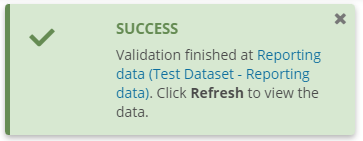 SUCCESS
Validation finished at Reporting
data (Test Dataset - Reporting
data). Click Refresh to view the
data.